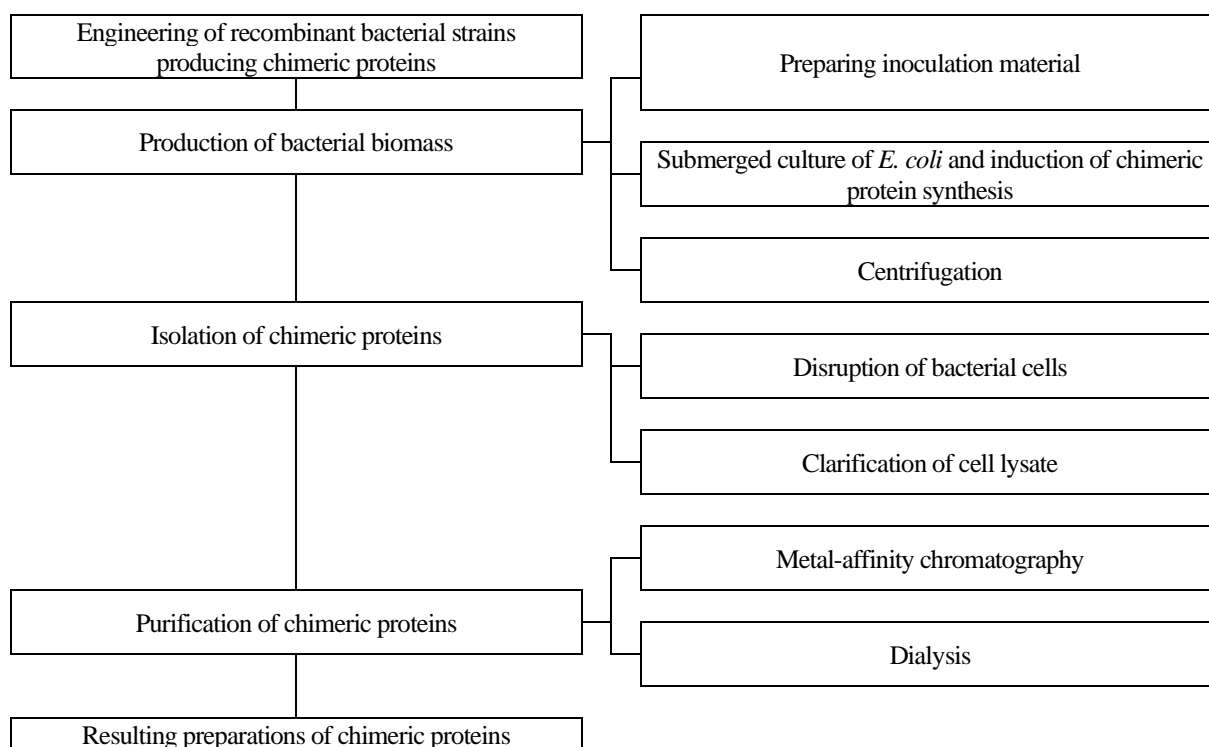 Engineering of recombinant bacterial strains
producing chimeric proteins
Preparing inoculation material
Production of bacterial biomass
Submerged culture of E. coli and induction of chimeric
protein synthesis
Centrifugation
Isolation of chimeric proteins
Disruption of bacterial cells
Clarification of cell lysate
Metal-affinity chromatography
Purification of chimeric proteins
Dialysis
Resulting preparations of chimeric proteins